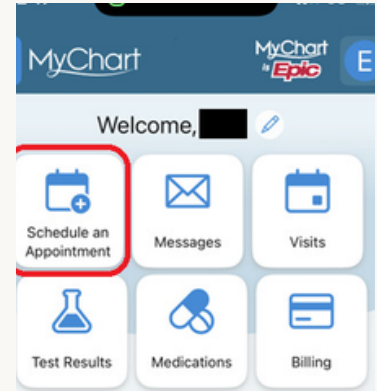 MyChart
MyChart
by Epic
E
Welcome,
Schedule an
Appointment
Messages
Visits
Test Results
Medications
Billing